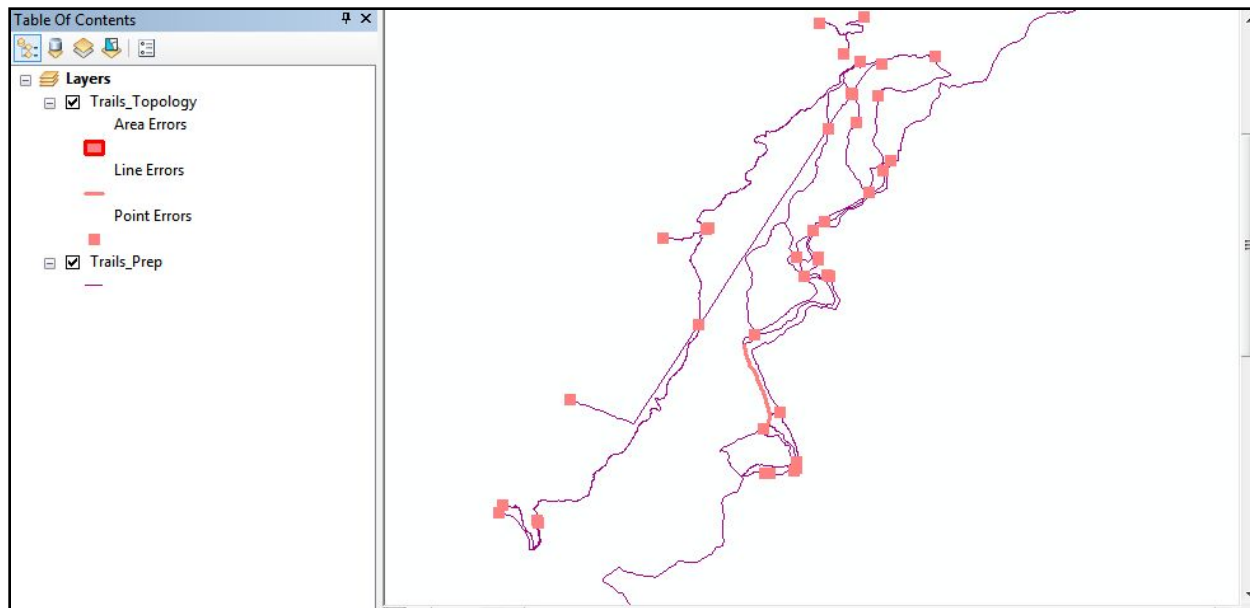 Table Of Contents
Layers
Trails_Topology
Area Errors
Line Errors
Point Errors
Trails_Prep